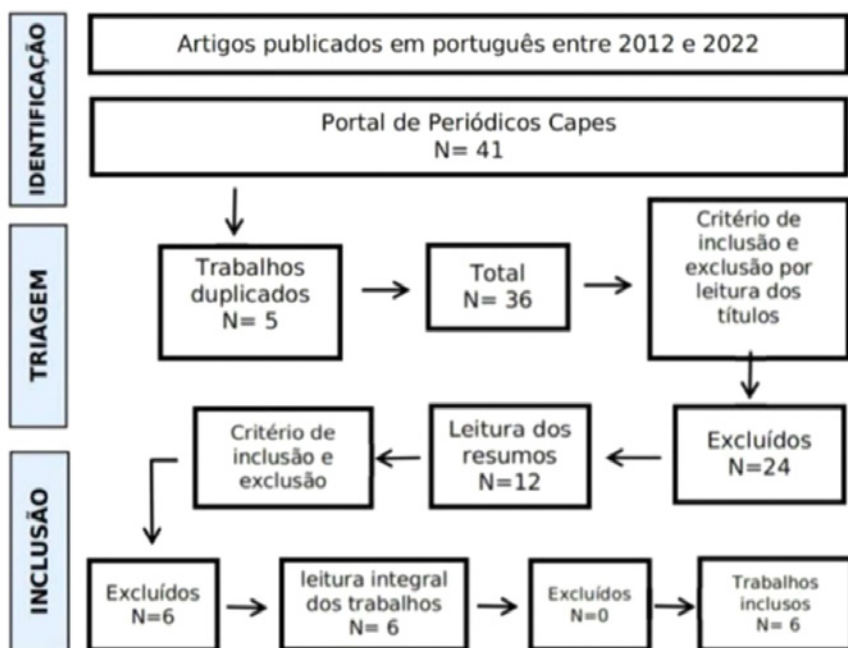 IDENTIFICAÇÃO
Artigos publicados em português entre 2012 e 2022
Portal de Periódicos Capes
N= 41
TRIAGEM
Trabalhos
duplicados
N= 5
Total
N= 36
Critério de
inclusão e
exclusão por
leitura dos
títulos
Excluídos
N=24
Leitura dos
resumos
N=12
Critério de
inclusão e
exclusão
INCLUSÃO
Excluídos
N=6
leitura integral
dos trabalhos
N= 6
Excluídos
N=0
Trabalhos
inclusos
N= 6